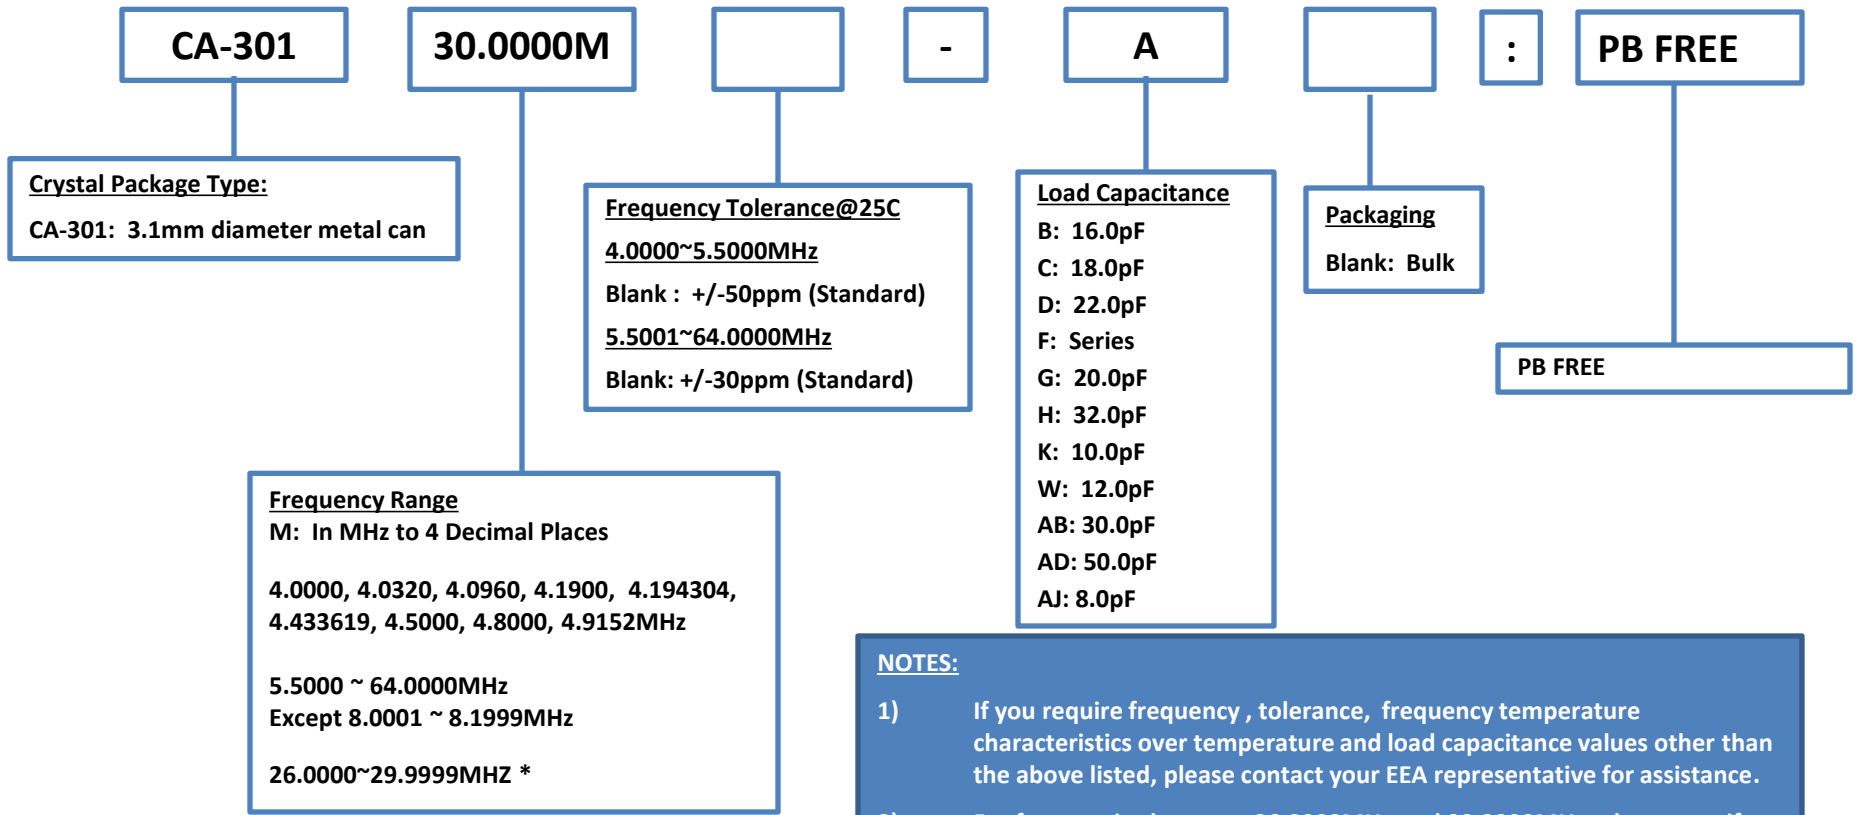 CA-301
30.0000M
-
A
:
PB FREE
Crystal Package Type:
CA-301: 3.1mm diameter metal can
Frequency Tolerance@25C
4.0000~5.5000MHz
Blank : +/-50ppm (Standard)
5.5001~64.0000MHz
Blank: +/-30ppm (Standard)
Load Capacitance
B: 16.0pF
C: 18.0pF
D: 22.0pF
F: Series
G: 20.0pF
H: 32.0pF
K: 10.0pF
W: 12.0pF
AB: 30.0pF
AD: 50.0pF
AJ: 8.0pF
Packaging
Blank: Bulk
PB FREE
Frequency Range
M: In MHz to 4 Decimal Places
4.0000, 4.0320, 4.0960, 4.1900, 4.194304,
4.433619, 4.5000, 4.8000, 4.9152MHz
5.5000 ~ 64.0000MHz
Except 8.0001 ~ 8.1999MHz
26.0000~29.9999MHZ *
NOTES:
1) If you require frequency , tolerance, frequency temperature
characteristics over temperature and load capacitance values other than
the above listed, please contact your EEA representative for assistance.